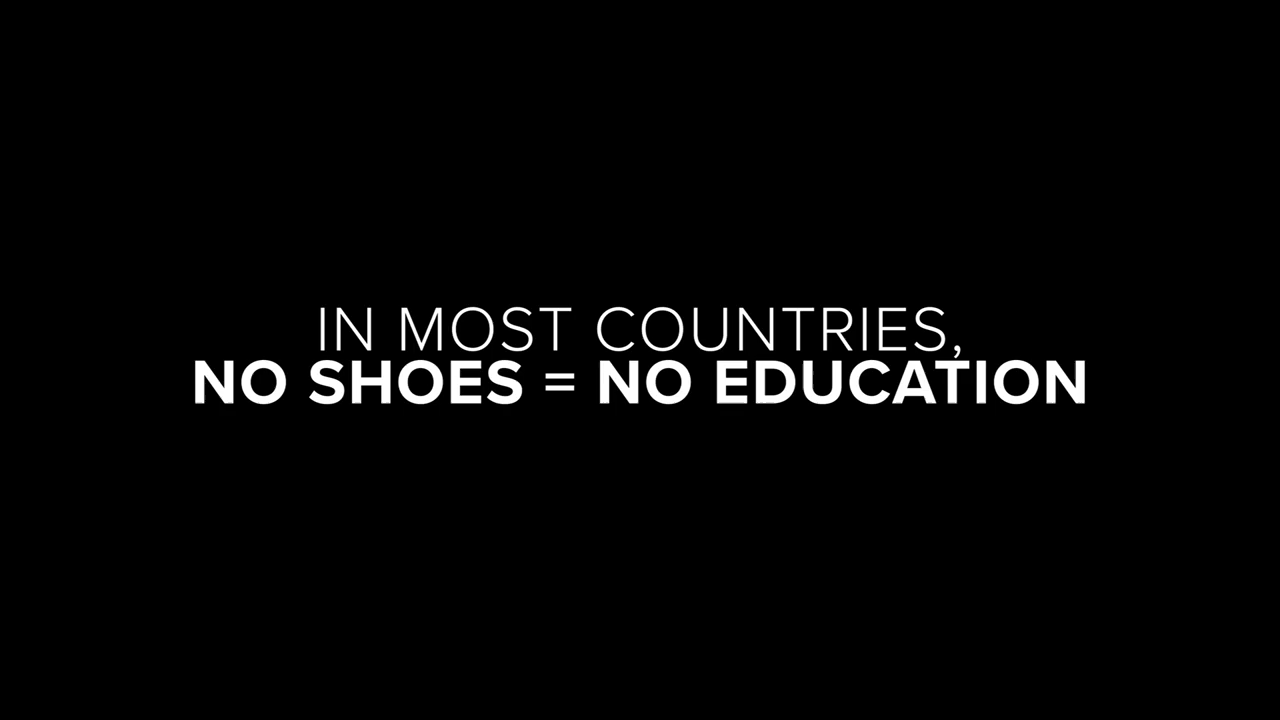 IN MOST COUNTRIES,
NO SHOES = NO EDUCATION